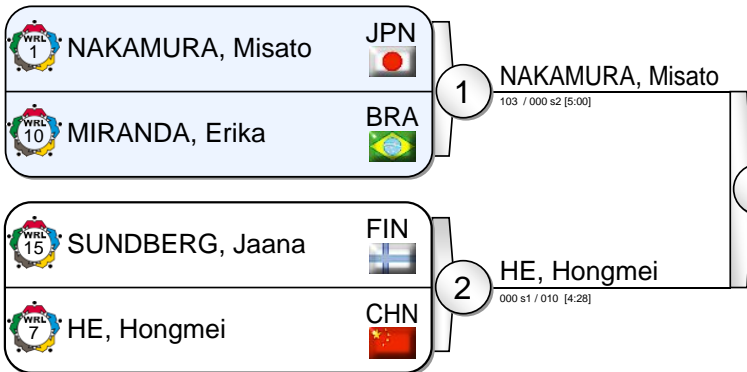 WRL
1
NAKAMURA, Misato
JPN
WRL
10
MIRANDA, Erika
BRA
1
NAKAMURA, Misato
103 / 000 s2 [5:00]
WRL
15
SUNDBERG, Jaana
FIN
WRL
7
HE, Hongmei
CHN
2
HE, Hongmei
000 s1 / 010 [4:28]